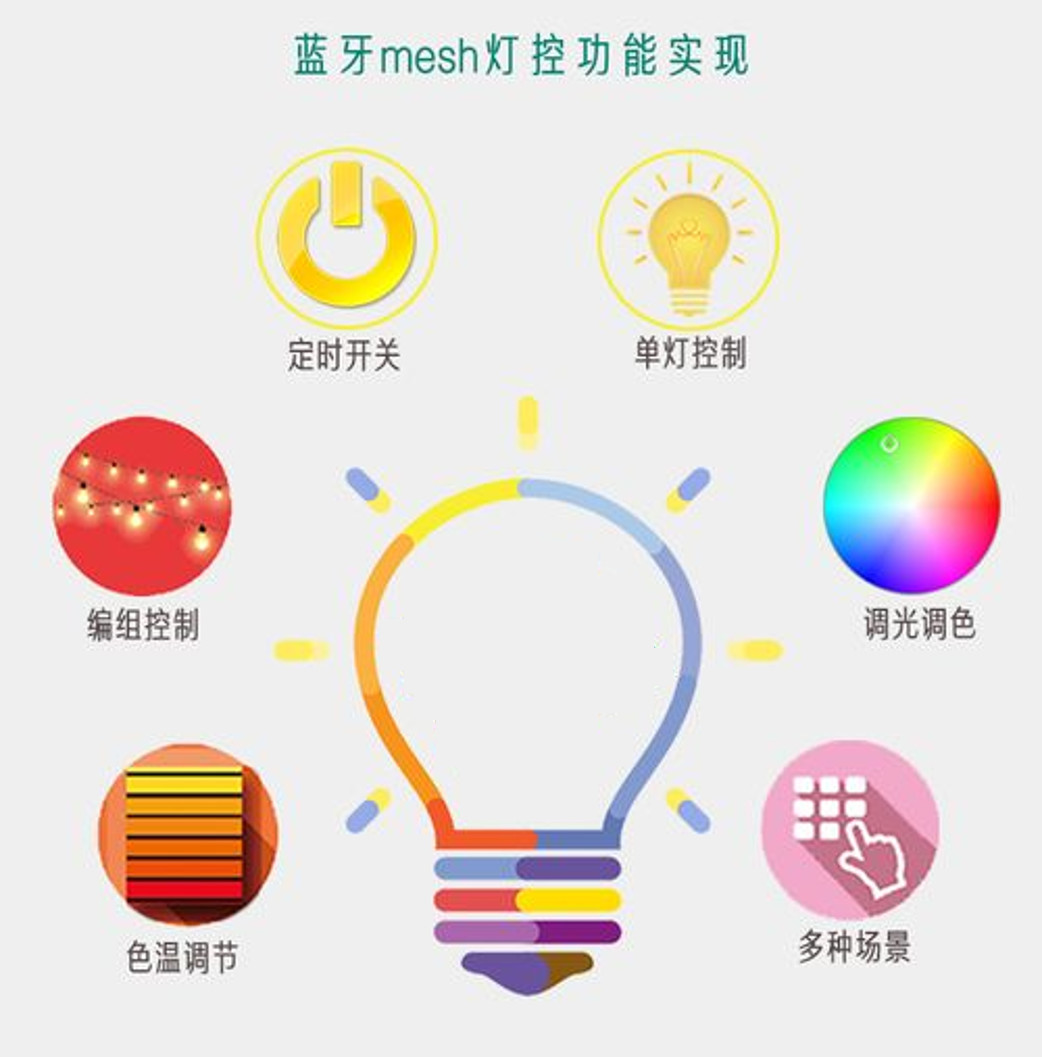 蓝牙mesh灯控功能实现
定时开关
单灯控制
编组控制
调光调色
色温调节
多种场景